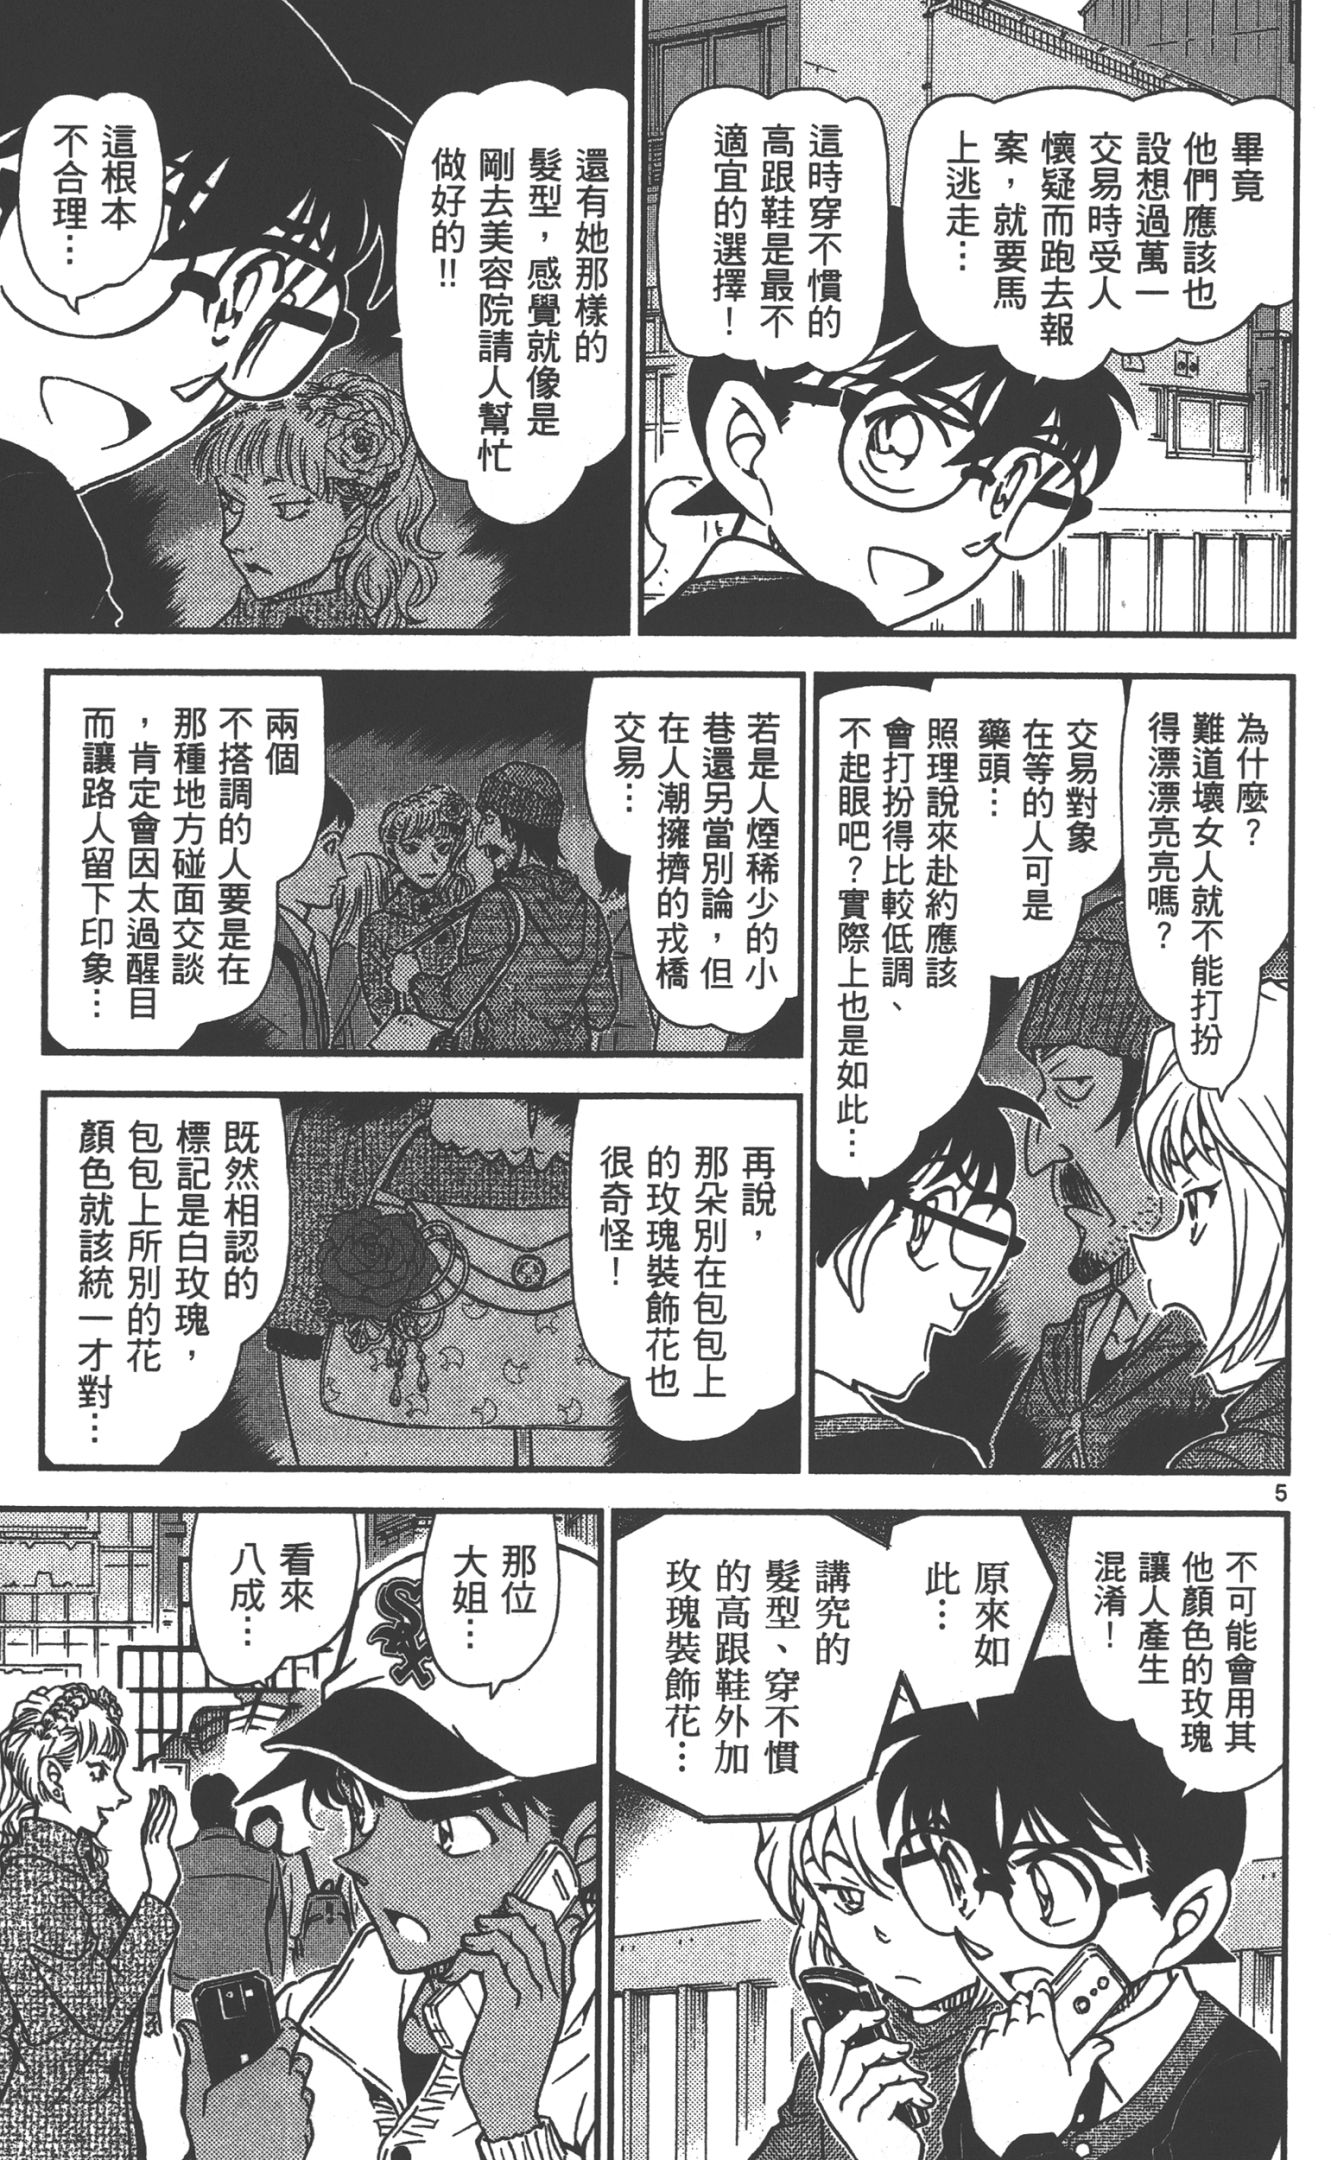 畢竟
他們應該也
設想過萬一
交易時受人
懷疑而跑去報
案，就要馬
上逃走…
這時穿不慣的
高跟鞋是最不
適宜的選擇！
還有她那樣的
髮型，感覺就像是
剛去美容院請人幫忙
做好的!!
這根本
不合理…
為什麼？
難道壞女人就不能打扮
得漂漂亮亮嗎？
交易對象
在等的人可是
藥頭…
照理說來赴約應該
會打扮得比較低調、
不起眼吧？實際上也是如此…
若是人煙稀少的小
巷還另當別論，但
在人潮擁擠的戎橋
交易…
兩個
不搭調的人要是在
那種地方碰面交談
，肯定會因太過醒目
而讓路人留下印象…
再說，
那朵別在包包上
的玫瑰裝飾花也
很奇怪！
既然相認的
標記是白玫瑰，
包包上所別的花
顏色就該統一才對…
5
不可能會用其
他顏色的玫瑰
讓人產生
混淆！
原來如
此…
講究的
髮型、穿不慣
的高跟鞋外加
玫瑰裝飾花…
那位
大姐…
看來
八成…